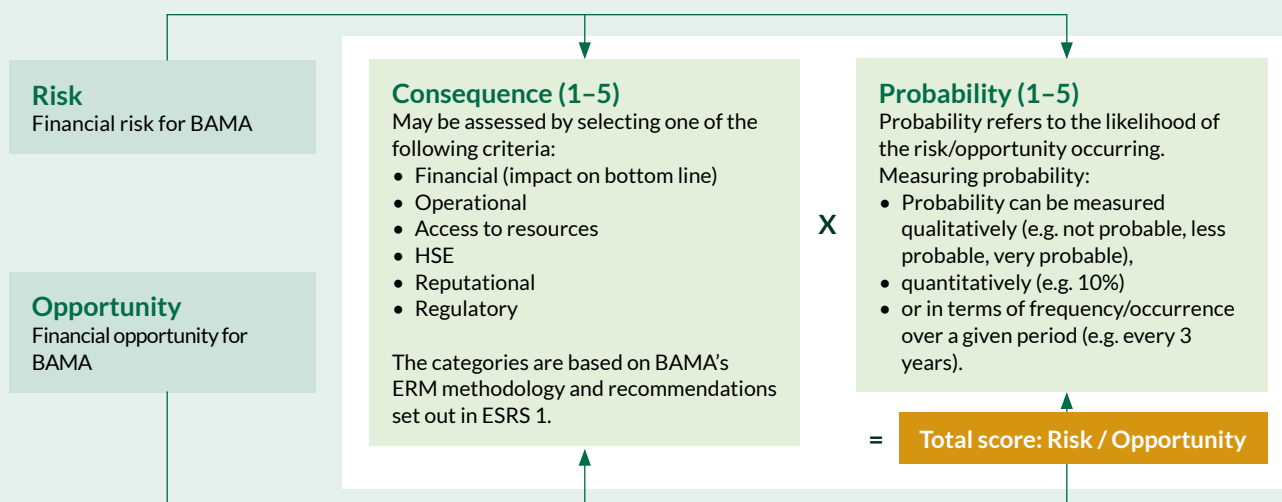 Risk
Financial risk for BAMA
Opportunity
Financial opportunity for
BAMA
Consequence (1–5)
May be assessed by selecting one of the
following criteria:
• Financial (impact on bottom line)
• Operational
• Access to resources
• HSE
• Reputational
• Regulatory
The categories are based on BAMA’s
ERM methodology and recommendations
set out in ESRS 1.
X
Probability (1–5)
Probability refers to the likelihood of
the risk/opportunity occurring.
Measuring probability:
• Probability can be measured
qualitatively (e.g. not probable, less
probable, very probable),
• quantitatively (e.g. 10%)
• or in terms of frequency/occurrence
over a given period (e.g. every 3
years).
= Total score: Risk / Opportunity